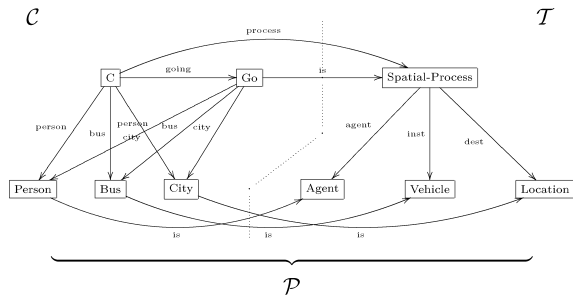 C T
process
going is
C Go Spatial-Process
person bus person city bus city agent inst dest
Person Bus City Agent Vehicle Location
is is is
P